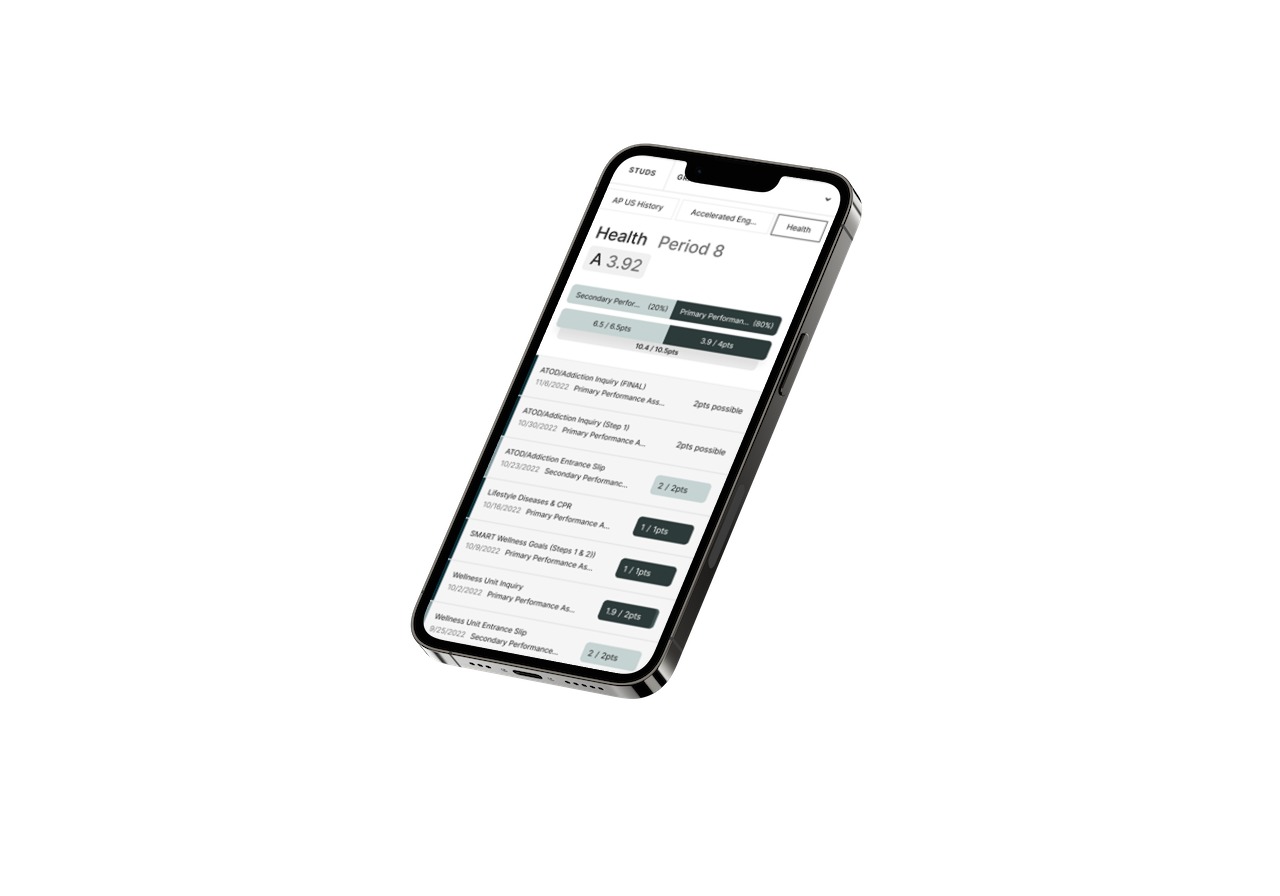 STUDS
AP US History Accelerated Eng... Health
Health Period 8
A 3.92
Secondary Perfor... (20%) Primary Performan... (80%)
6.5 / 6.5pts 3.9 / 4pts
10.4 / 10.5pts
ATOD/Addiction Inquiry (FINAL)
11/6/2022 Primary Performance Ass... 2pts possible
ATOD/Addiction Inquiry (Step 1)
10/30/2022 Primary Performance A... 2pts possible
ATOD/Addiction Entrance Slip
10/23/2022 Secondary Performanc... 2 / 2pts
Lifestyle Diseases & CPR
10/16/2022 Primary Performance A... 1 / 1pts
SMART Wellness Goals (Steps 1 & 2))
10/9/2022 Primary Performance As... 1 / 1pts
Wellness Unit Inquiry
10/2/2022 Primary Performance As... 1.9 / 2pts
Wellness Unit Entrance Slip
9/25/2022 Secondary Performance... 2 / 2pts